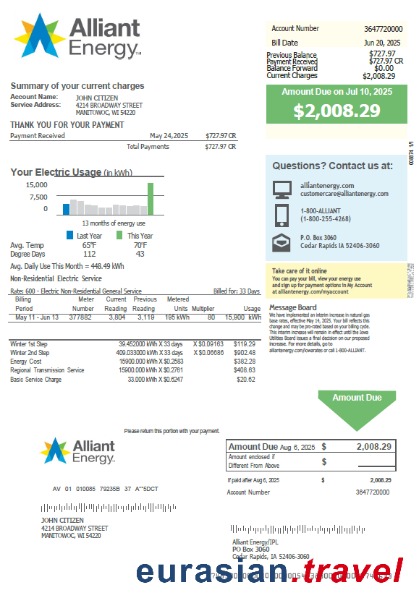 Alliant
Energy
Account Number 3647720000
Bill Date Jun 20, 2025
Previous Balance $727.97
Payment Received $727.97 CR
Balance Forward $0.00
Current Charges $2,008.29
Amount Due on Jul 10, 2025
$2,008.29
Summary of your current charges
Account Name: JOHN CITIZEN
Service Address: 4214 BROADWAY STREET
MANITOWOC, WI 54220
THANK YOU FOR YOUR PAYMENT
Payment Received May 24,2025 $727.97 CR
Total Payments $727.97 CR
Your Electric Usage (in kWh)
15,000
7,500
0
13 months of energy use
Last Year This Year
Avg. Temp 65°F 70°F
Degree Days 112 43
Avg. Daily Use This Month = 448.49 kWh
Non-Residential Electric Service
Questions? Contact us at:
alliantenergy.com
customercare@alliantenergy.com
1-800-ALLIANT
(1-800-255-4268)
P.O. BOX 3060
Cedar Rapids IA 52406-3060
Take care of it online
You can pay your bill, view your energy use
and sign up for payment options in My Account
at alliantenergy.com/myaccount
Rates 600 - Electric Non-Residential General Service Billed for: 33 Days
Billing Meter Current Previous Metered
Period Number Reading Reading Units Multiplier Usage
May 11 - Jun 13 377882 3,804 3,118 195 kWh 80 15,900 kWh
Winter 1st Step 39.452000 kWh X 33 days X $0.09163 $119.29
Winter 2nd Step 409.033000 kWh X 33 days X $0.06686 $902.48
Energy Cost 15900.000 kWh X $0.2583 $382.28
Regional Transmission Service 15900.000 kWh X $0.2761 $408.63
Basic Service Charge 33.000 kWh X $0.6247 $20.62
Message Board
We have implemented an interim increase in natural gas
base rates, effective May 14, 2025. Your bill reflects this
change and may be pro-rated based on your billing cycle.
This interim increase will remain in effect until the Iowa
Utilities Board issues a final decision on our proposed
increase. For more details, go to
Amount Due
Please return this portion with your payment.
Alliant
Energy
Amount Due Aug 6, 2025 $ 2,008.29
Amount enclosed if
Different From Above $
If paid after Aug 6, 2025 $ 2,008.29
Account Number 3647720000
AV 01 010085 79235B 37 A**5DCT
JOHN CITIZEN
4214 BROADWAY STREET
MANITOWOC, WI 54220
Alliant Energy/IPL
PO Box 3060
Cedar Rapids, IA 52406-3060
eurasian.travel